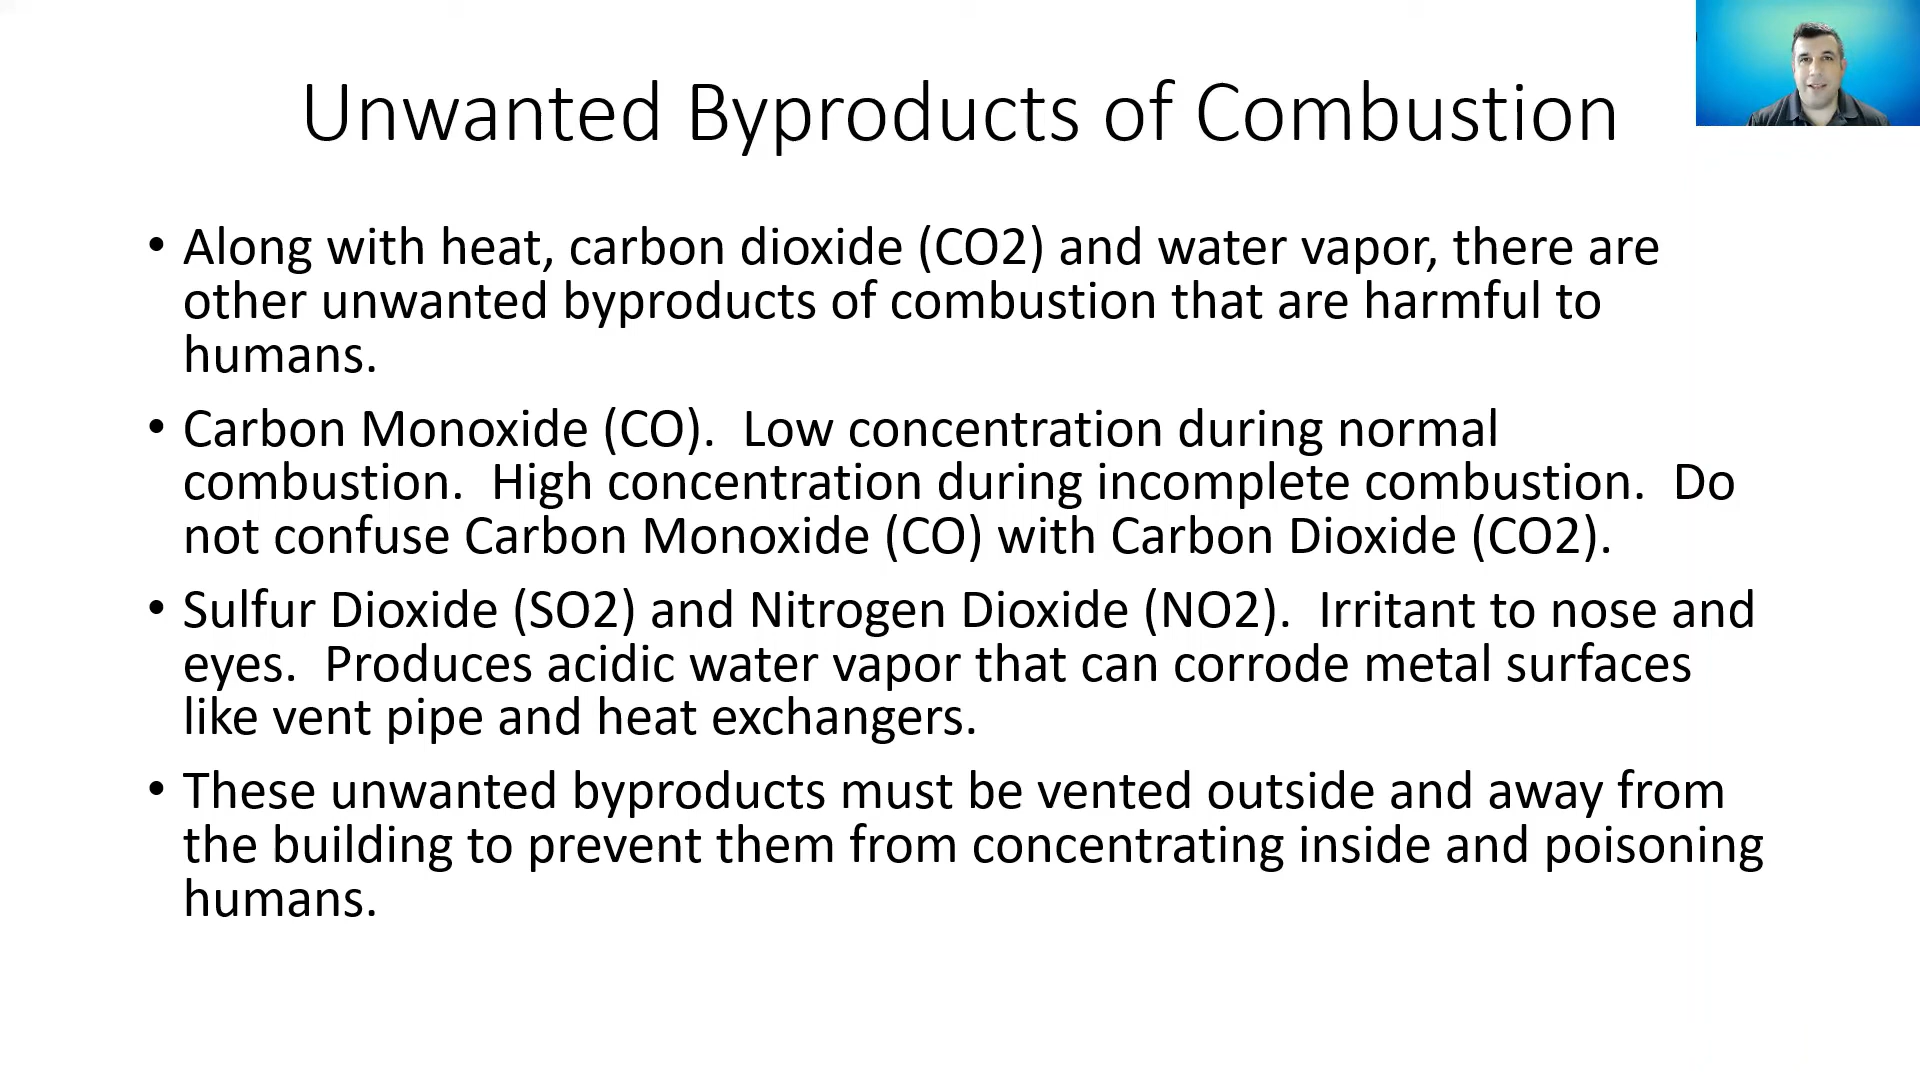 Unwanted Byproducts of Combustion
• Along with heat, carbon dioxide (CO2) and water vapor, there are
other unwanted byproducts of combustion that are harmful to
humans.
• Carbon Monoxide (CO).  Low concentration during normal
combustion.  High concentration during incomplete combustion.  Do
not confuse Carbon Monoxide (CO) with Carbon Dioxide (CO2).
• Sulfur Dioxide (SO2) and Nitrogen Dioxide (NO2).  Irritant to nose and
eyes.  Produces acidic water vapor that can corrode metal surfaces
like vent pipe and heat exchangers.
• These unwanted byproducts must be vented outside and away from
the building to prevent them from concentrating inside and poisoning
humans.